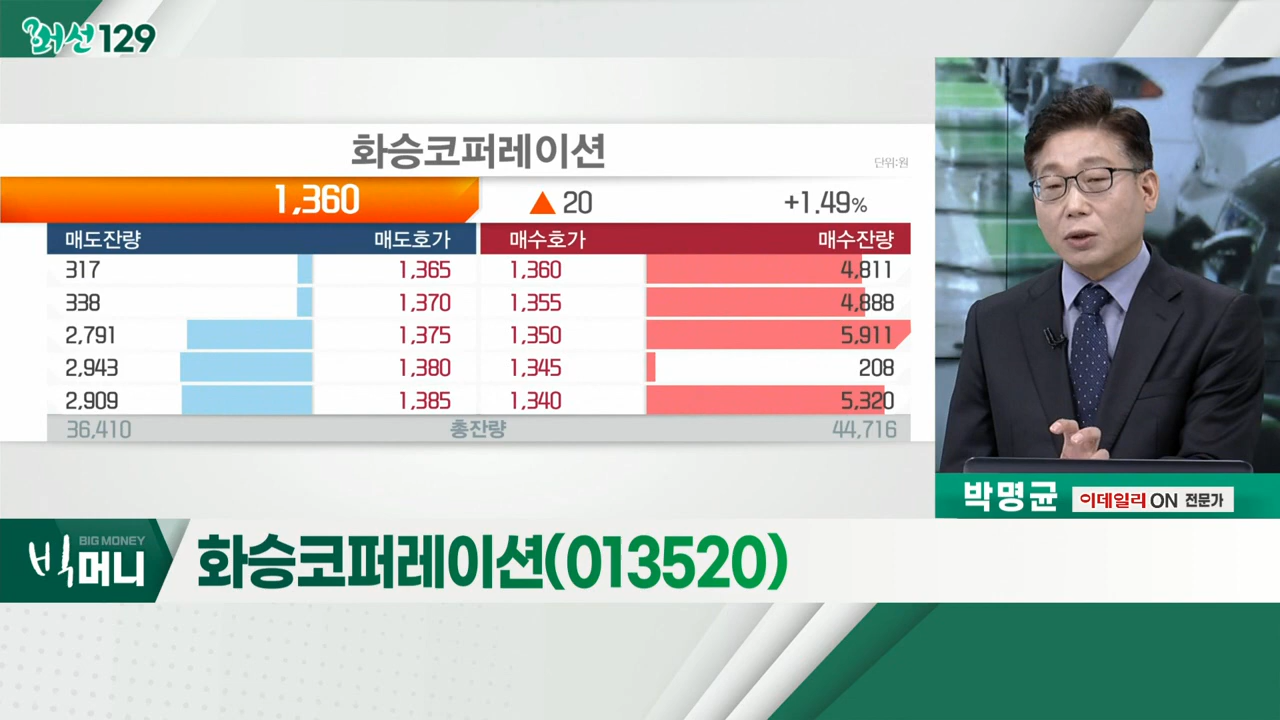 머선129
화승코퍼레이션
단위:원
1,360 ▲ 20 +1.49%
매도잔량 매도호가 매수호가 매수잔량
317 1,365 1,360 4,811
338 1,370 1,355 4,888
2,791 1,375 1,350 5,911
2,943 1,380 1,345 208
2,909 1,385 1,340 5,320
36,410 총잔량 44,716
박명균 이데일리 ON 전문가
BIG MONEY
빅머니
화승코퍼레이션(013520)